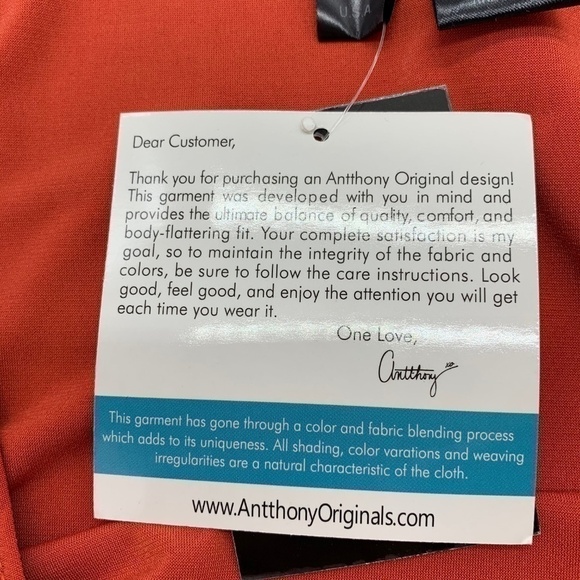 USA
Dear Customer,
Thank you for purchasing an Antthony Original design!
This garment was developed with you in mind and
provides the ultimate balance of quality, comfort, and
body-flattering fit. Your complete satisfaction is my
goal, so to maintain the integrity of the fabric and
colors, be sure to follow the care instructions. Look
good, feel good, and enjoy the attention you will get
each time you wear it.
One Love,
Antthony
This garment has gone through a color and fabric blending process
which adds to its uniqueness. All shading, color varations and weaving
irregularities are a natural characteristic of the cloth.
www.AntthonyOriginals.com